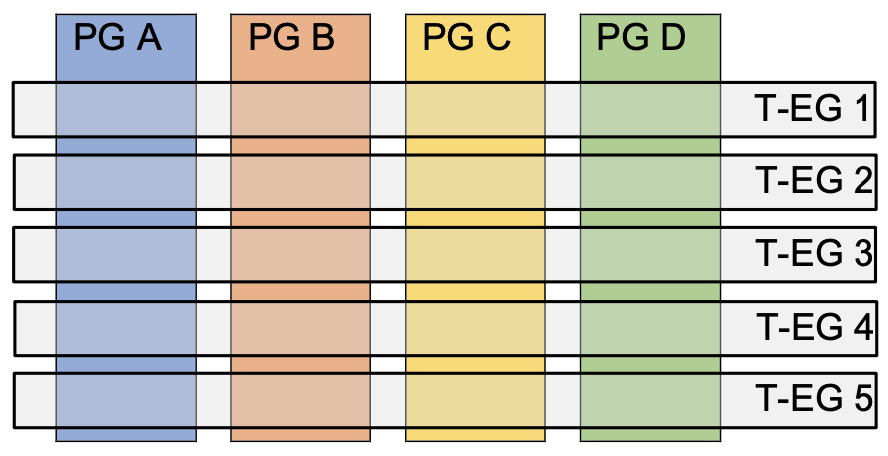 PG A PG B PG C PG D
T-EG 1
T-EG 2
T-EG 3
T-EG 4
T-EG 5